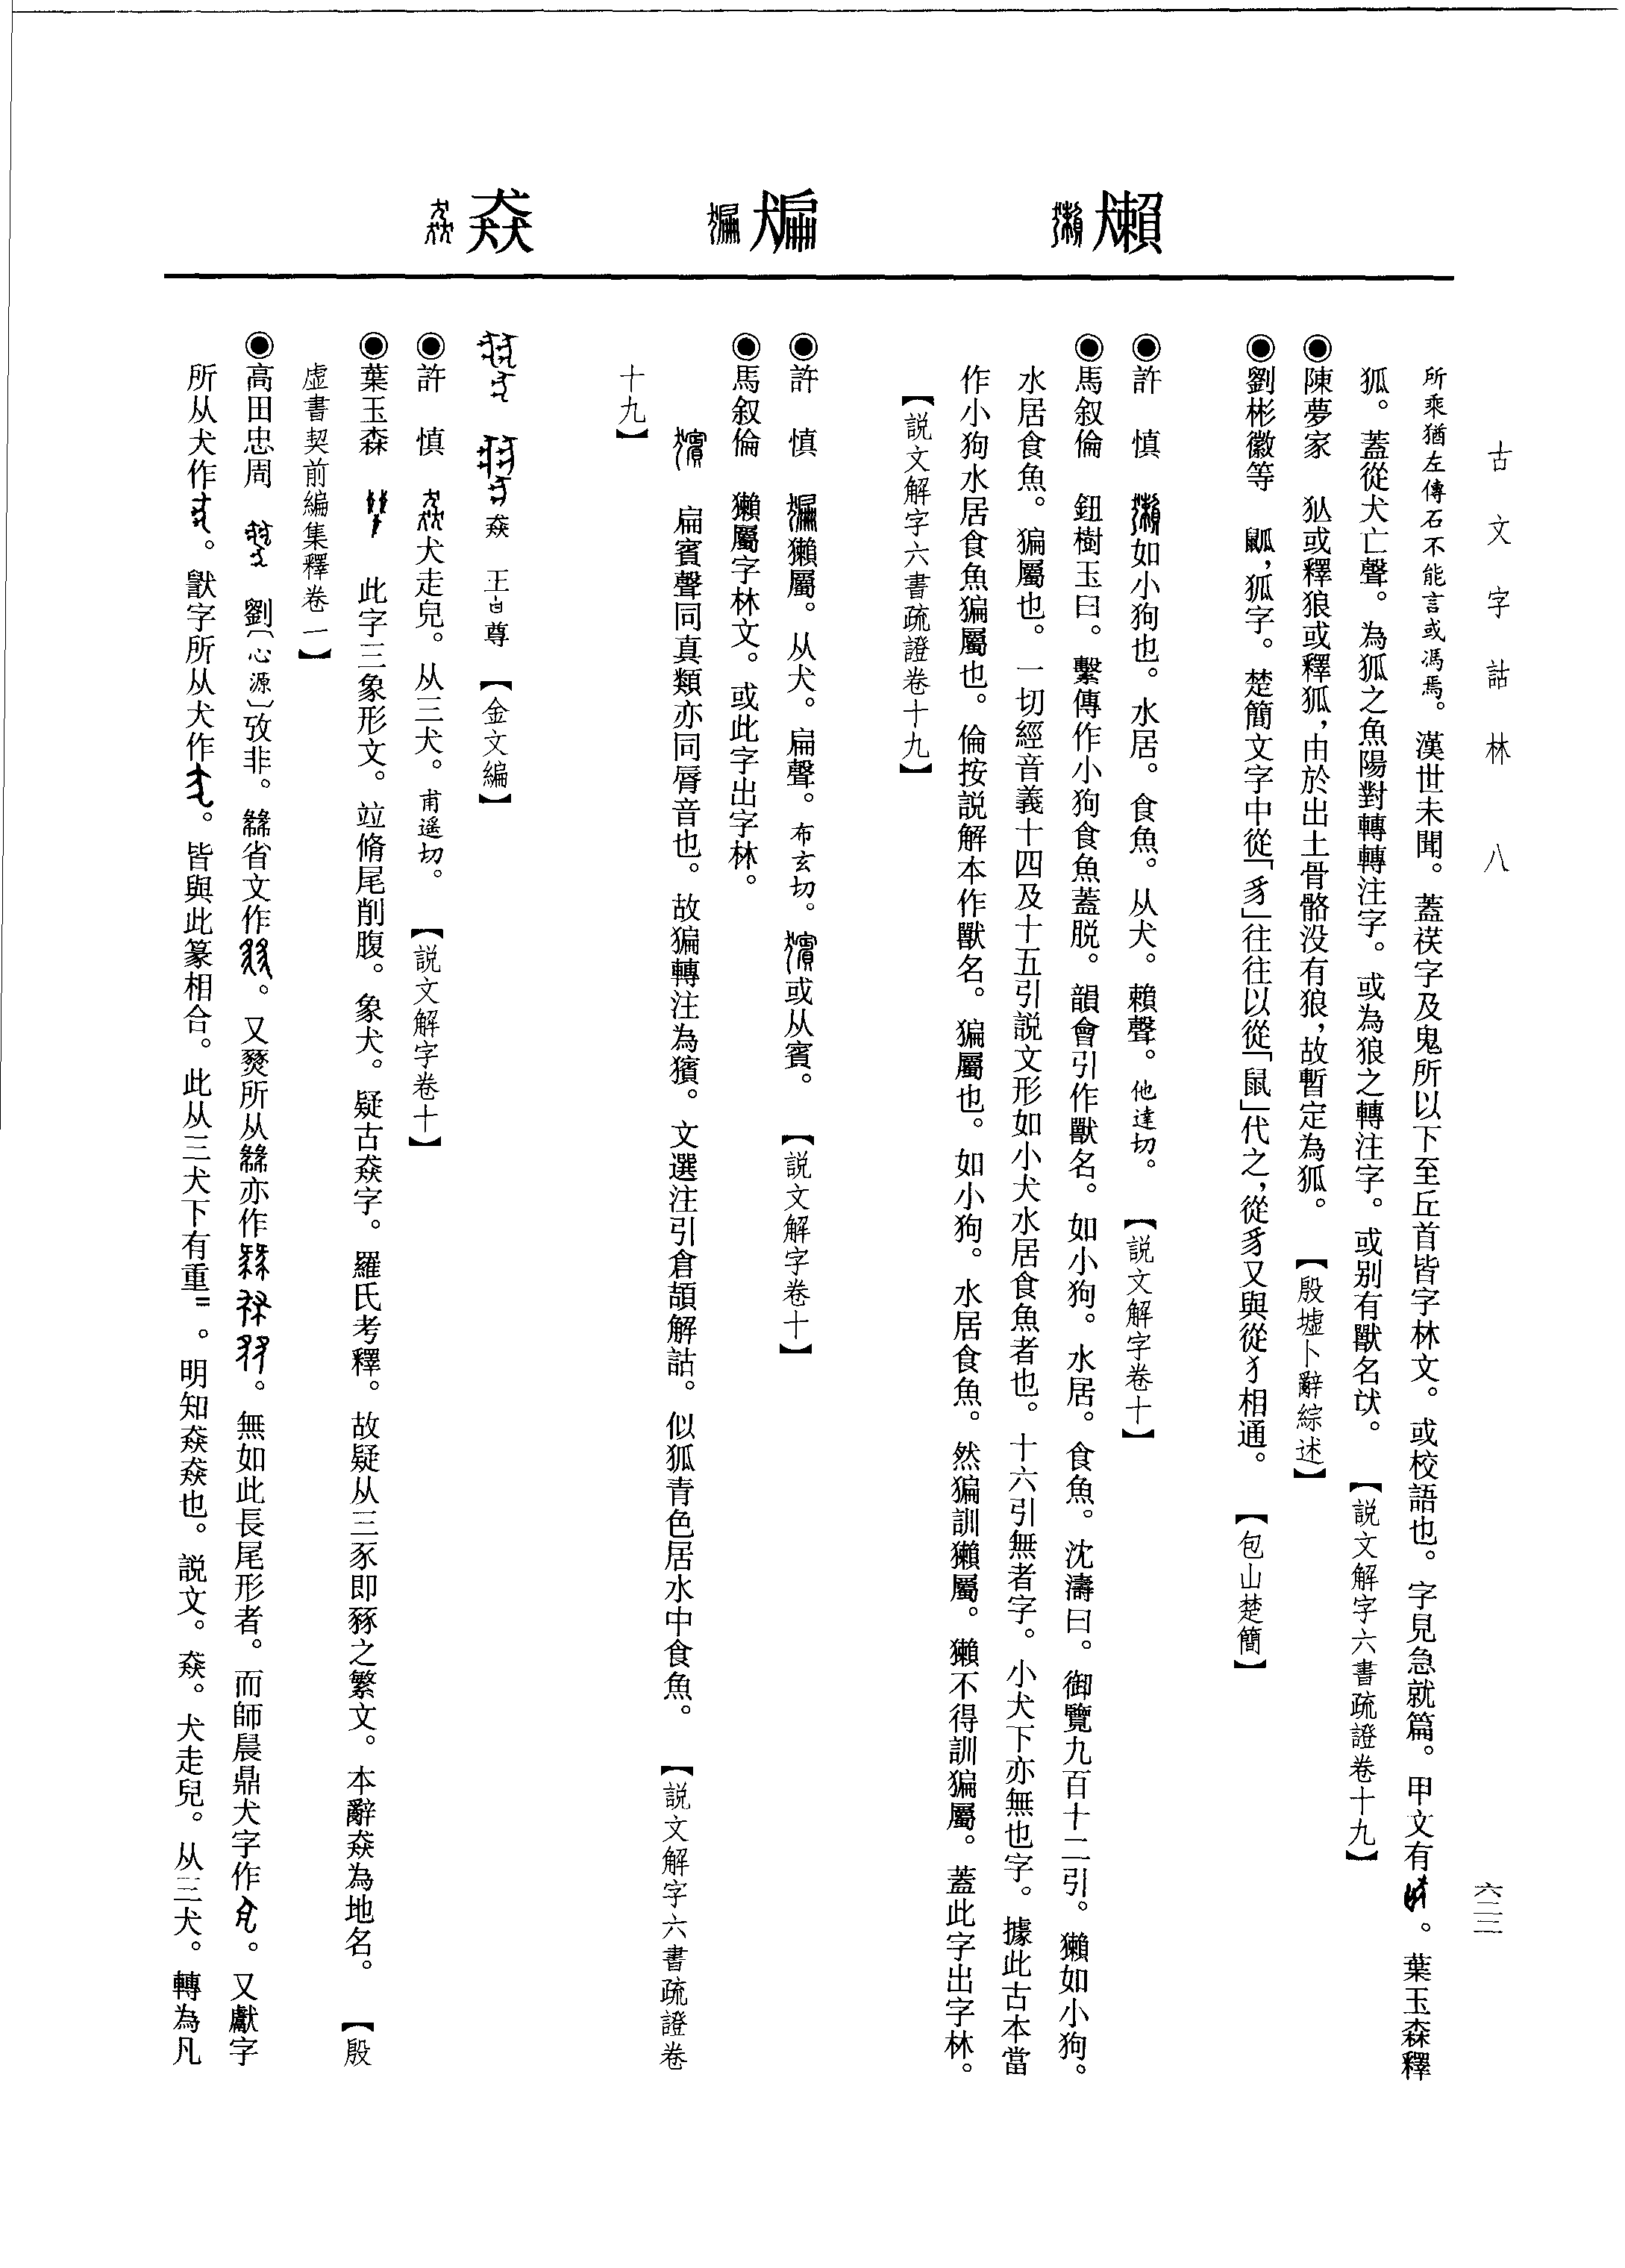 古文字詁林 八
六二三
獺
猵
猋
所乘猶左傳石不能言或馮焉。漢世未聞。蓋䄏字及鬼所以下至丘首皆字林文。或校語也。字見急就篇。甲文有。葉玉森釋
狐。蓋從犬亡聲。為狐之魚陽對轉轉注字。或為狼之轉注字。或别有獸名㹤。 【説文解字六書疏證卷十九】
◉陳夢家 㹤或釋狼或釋狐,由於出土骨骼没有狼,故暫定為狐。 【殷墟卜辭綜述】
◉劉彬徽等 鼶,狐字。楚簡文字中從「豸」往往以從「鼠」代之,從豸又與從犭相通。 【包山楚簡】
◉許 慎 如小狗也。水居。食魚。从犬。賴聲。他達切。 【説文解字卷十】
◉馬叙倫 鈕樹玉曰。繫傳作小狗食魚蓋脱。韻會引作獸名。如小狗。水居。食魚。沈濤曰。御覽九百十二引。獺如小狗。
水居食魚。猵屬也。一切經音義十四及十五引説文形如小犬水居食魚者也。十六引無者字。小犬下亦無也字。據此古本當
作小狗水居食魚猵屬也。倫按説解本作獸名。猵屬也。如小狗。水居食魚。然猵訓獺屬。獺不得訓猵屬。蓋此字出字林。
【説文解字六書疏證卷十九】
◉許 慎 獺屬。从犬。扁聲。布玄切。或从賓。 【説文解字卷十】
◉馬叙倫 獺屬字林文。或此字出字林。
扁賓聲同真類亦同脣音也。故猵轉注為獱。文選注引倉頡解詁。似狐青色居水中食魚。 【説文解字六書疏證卷
十九】
猋 王尊 【金文編】
◉許 慎 犬走皃。从三犬。甫遥切。 【説文解字卷十】
◉葉玉森 此字三象形文。竝脩尾削腹。象犬。疑古猋字。羅氏考釋。故疑从三豕即豩之繁文。本辭猋為地名。 【殷
虚書契前編集釋卷一】
◉高田忠周 劉〔心源〕攷非。省文作。又燹所从亦作。無如此長尾形者。而師晨鼎犬字作。又獻字
所从犬作。獸字所从犬作。皆與此篆相合。此从三犬下有重=。明知猋猋也。説文。猋。犬走皃。从三犬。轉為凡